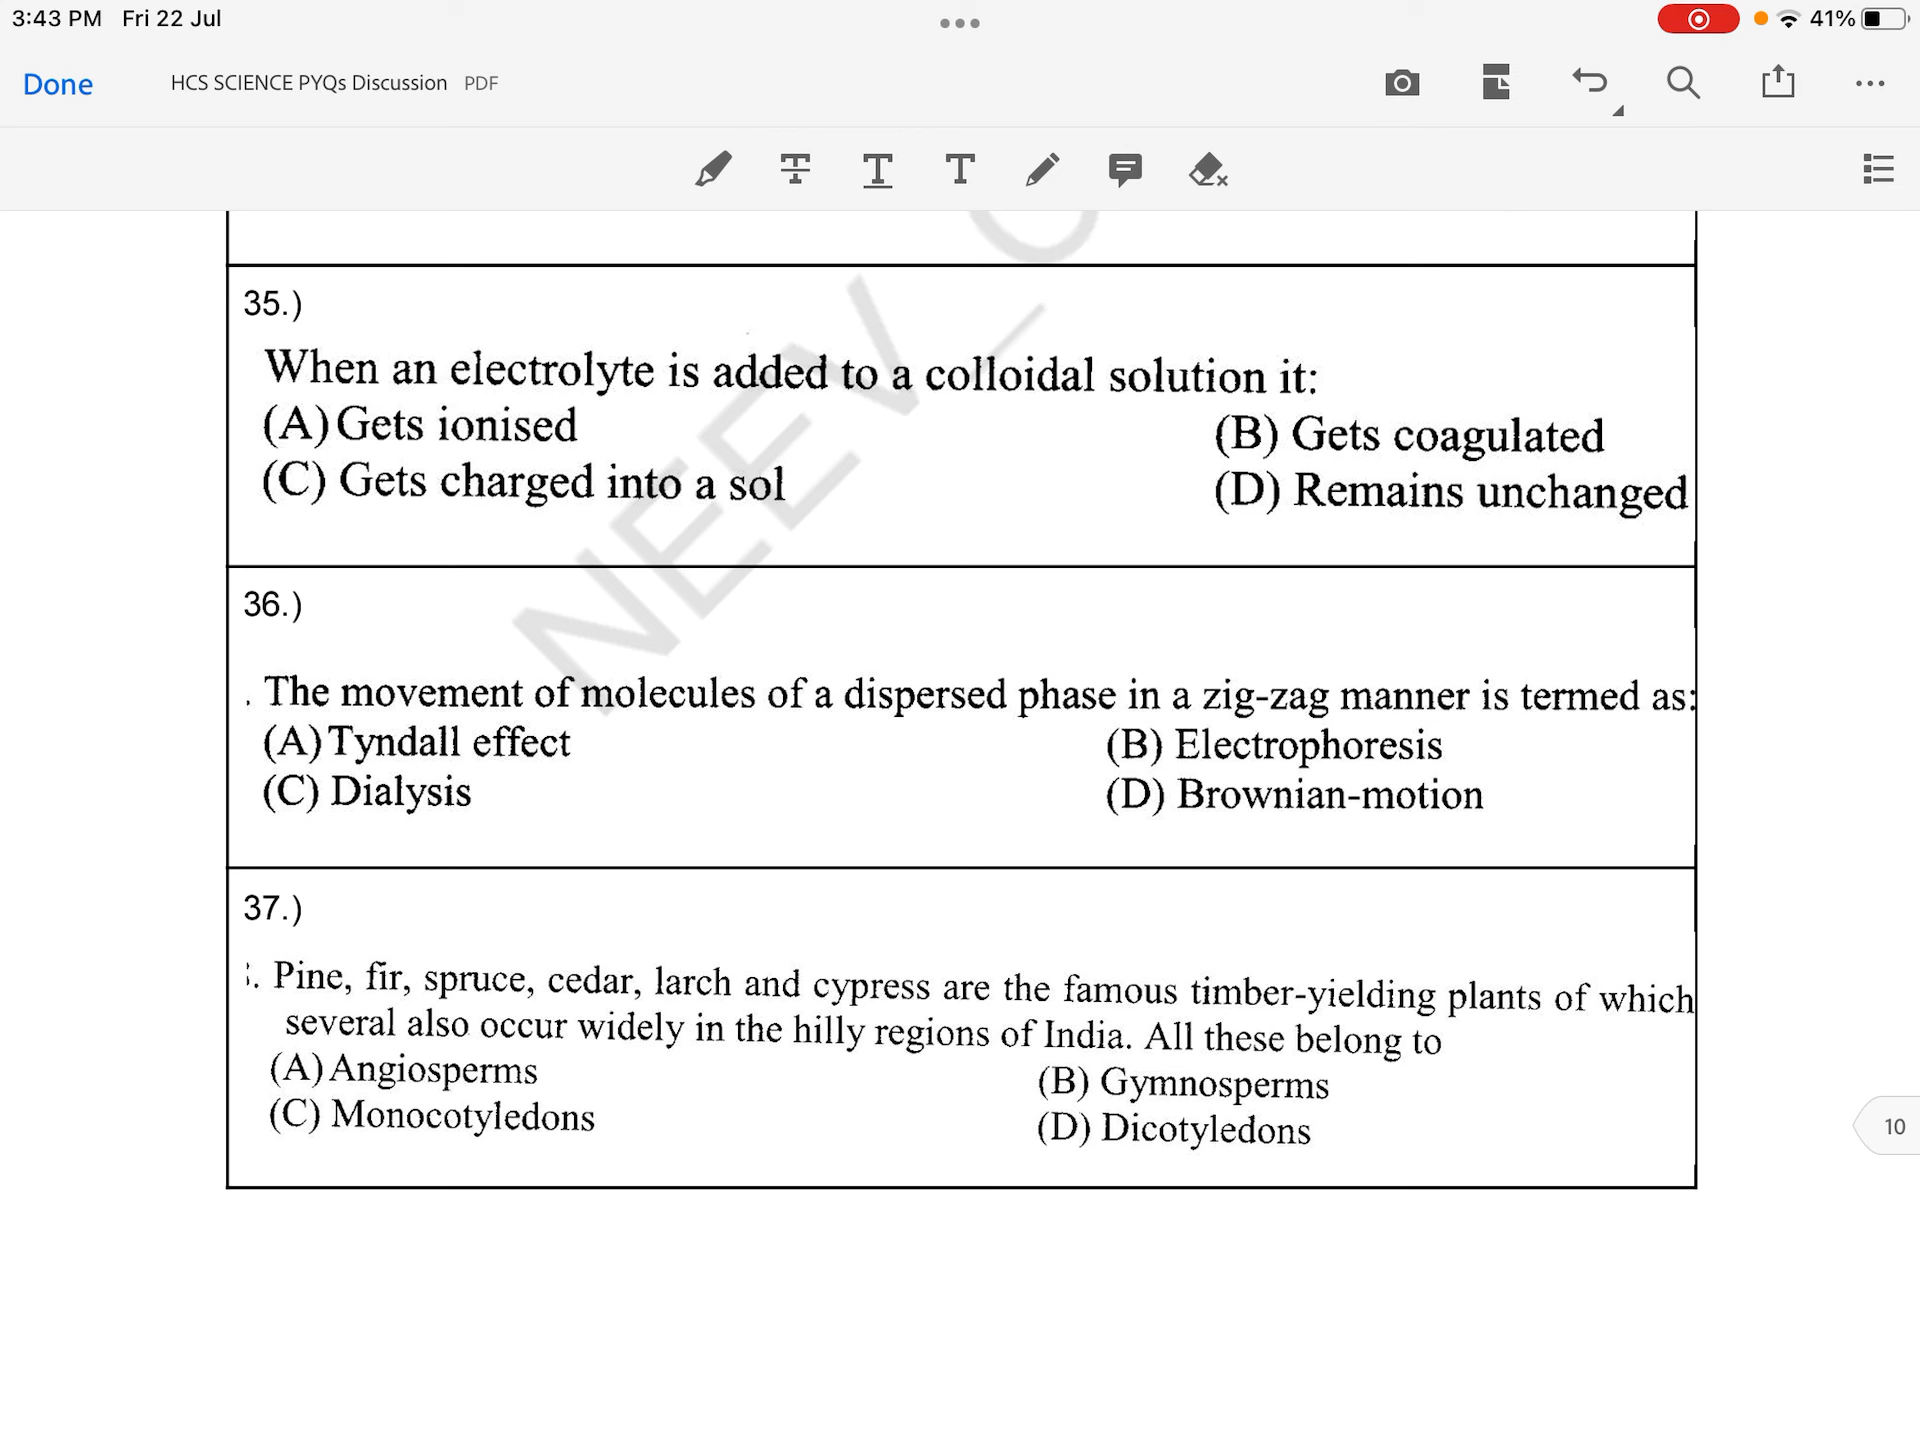 3:43 PM Fri 22 Jul
41%
Done
HCS SCIENCE PYQs Discussion PDF
35.)
When an electrolyte is added to a colloidal solution it:
(A) Gets ionised (B) Gets coagulated
(C) Gets charged into a sol (D) Remains unchanged
36.)
. The movement of molecules of a dispersed phase in a zig-zag manner is termed as:
(A) Tyndall effect (B) Electrophoresis
(C) Dialysis (D) Brownian-motion
37.)
. Pine, fir, spruce, cedar, larch and cypress are the famous timber-yielding plants of which
several also occur widely in the hilly regions of India. All these belong to
(A) Angiosperms (B) Gymnosperms
(C) Monocotyledons (D) Dicotyledons
10
NEEV_